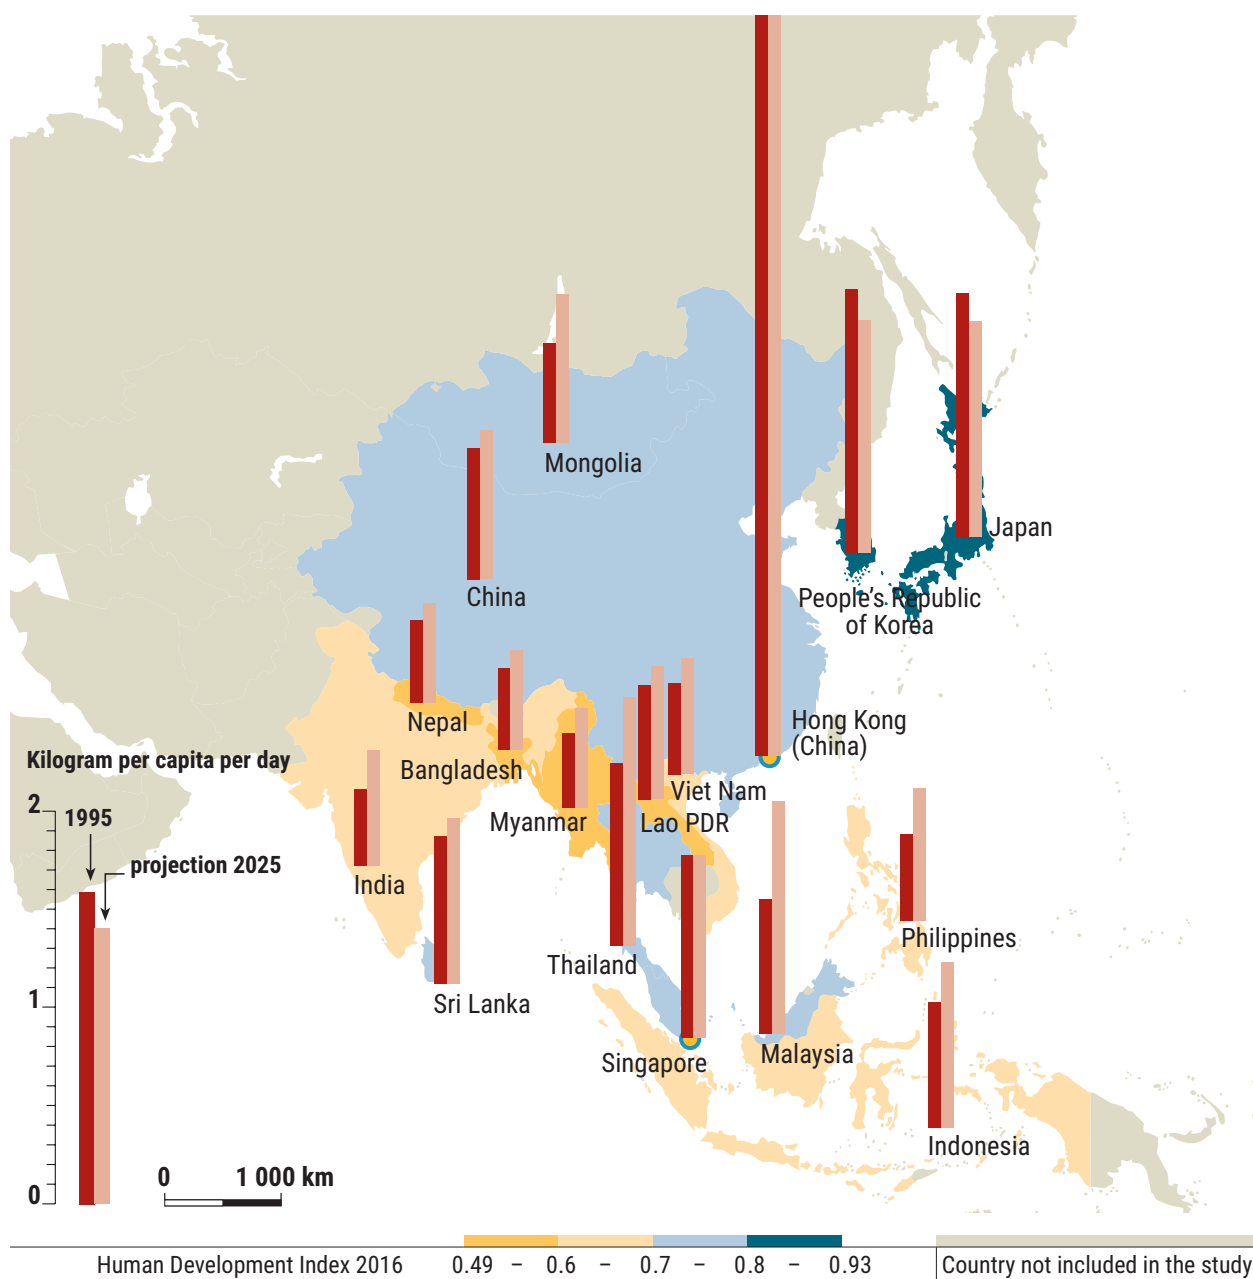 Mongolia
China
Japan
People's Republic
of Korea
Nepal
Hong Kong
(China)
Kilogram per capita per day
Bangladesh
Viet Nam
2
1995
Myanmar
Lao PDR
projection 2025
India
Philippines
Thailand
1
Sri Lanka
Singapore
Malaysia
Indonesia
0
0 1 000 km
Human Development Index 2016 0.49 – 0.6 – 0.7 – 0.8 – 0.93 Country not included in the study